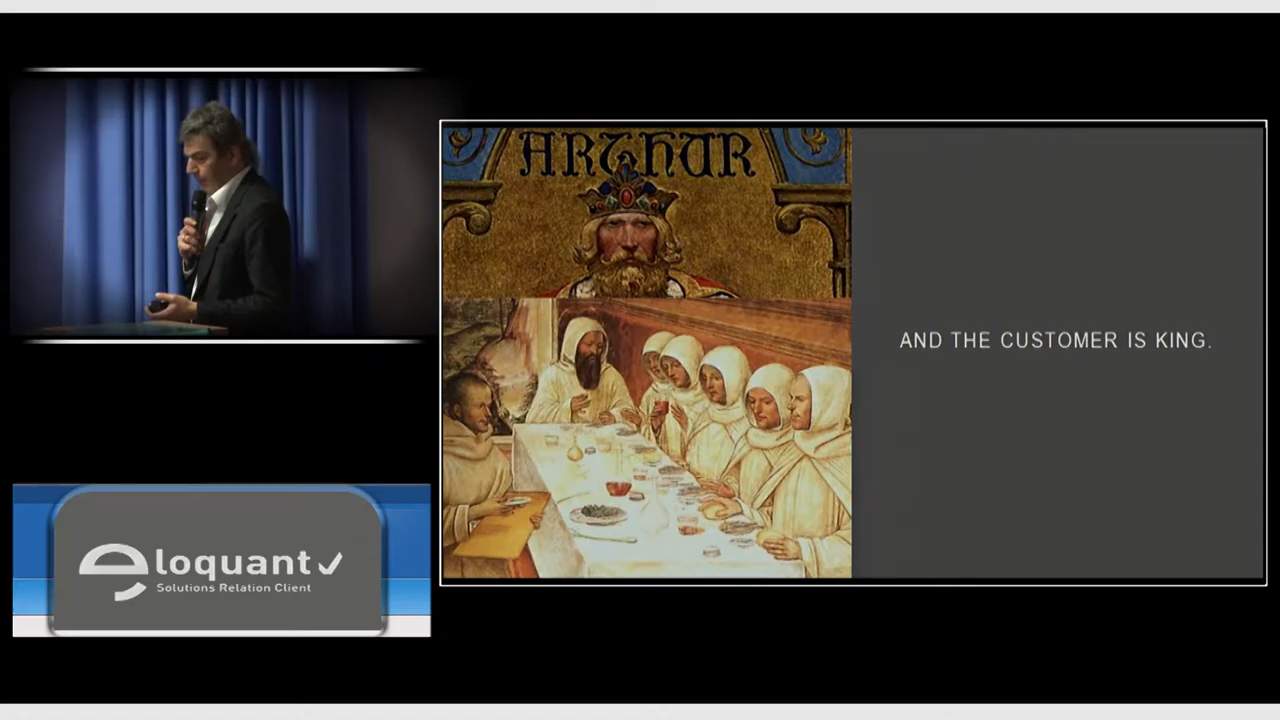 ARTHUR
AND THE CUSTOMER IS KING.
eloquant
Solutions Relation Client